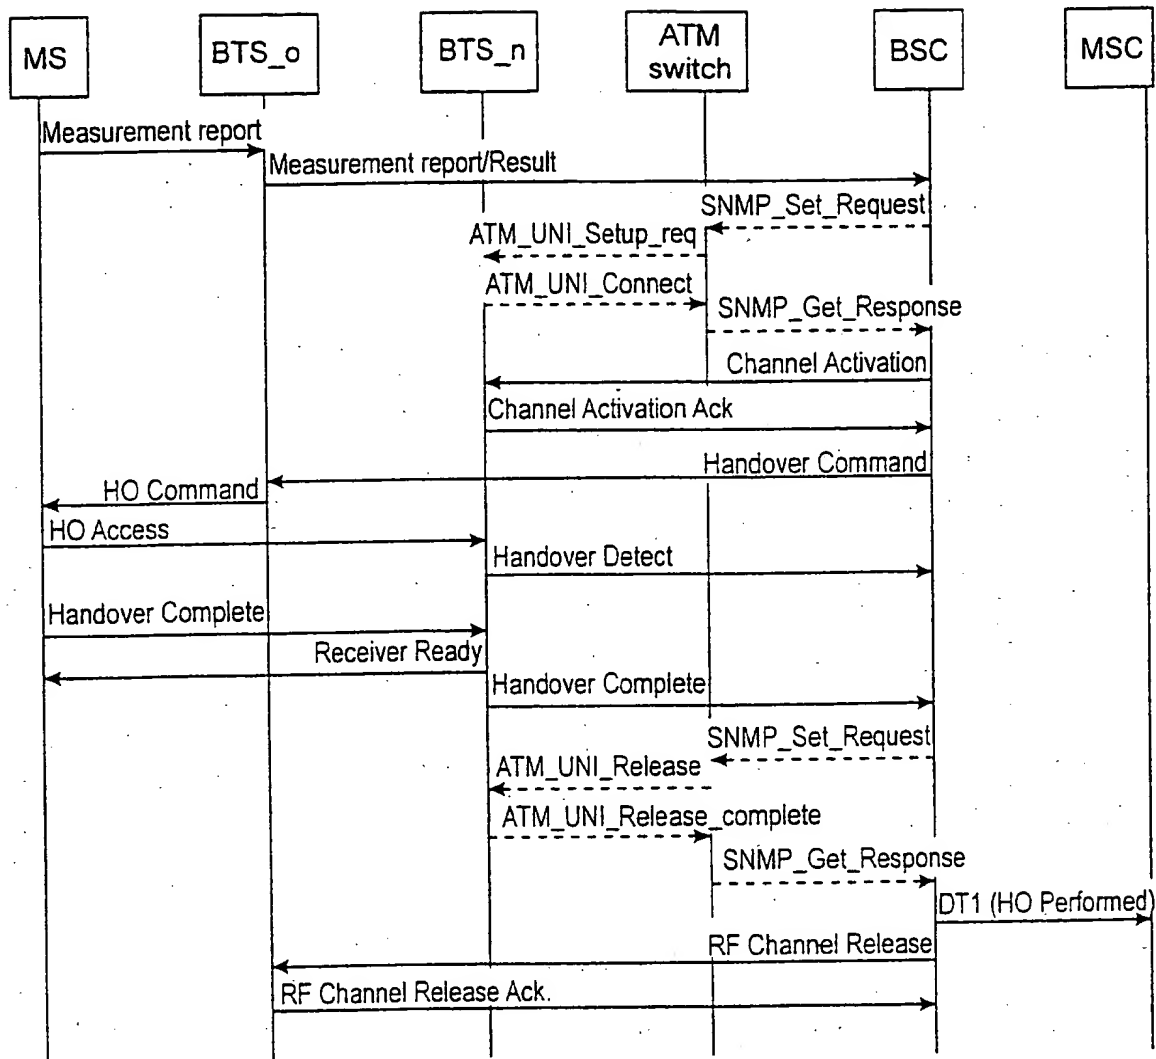 MS
BTS_o
BTS_n
ATM
switch
BSC
MSC
Measurement report
Measurement report/Result
SNMP_Set_Request
ATM_UNI_Setup_req
ATM_UNI_Connect
SNMP_Get_Response
Channel Activation
Channel Activation Ack
Handover Command
HO Command
HO Access
Handover Detect
Handover Complete
Receiver Ready
Handover Complete
SNMP_Set_Request
ATM_UNI_Release
ATM_UNI_Release_complete
SNMP_Get_Response
DT1 (HO Performed)
RF Channel Release
RF Channel Release Ack.